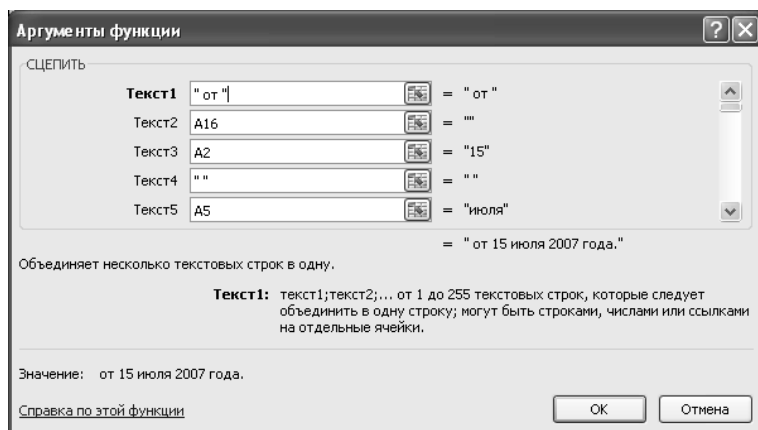 Аргументы функции
СЦЕПИТЬ
Текст1 " от " = " от "
Текст2 A16 = ""
Текст3 A2 = "15"
Текст4 " " = " "
Текст5 A5 = "июля"
= " от 15 июля 2007 года."
Объединяет несколько текстовых строк в одну.
Текст1: текст1;текст2;... от 1 до 255 текстовых строк, которые следует
объединить в одну строку; могут быть строками, числами или ссылками
на отдельные ячейки.
Значение: от 15 июля 2007 года.
Справка по этой функции
ОК
Отмена